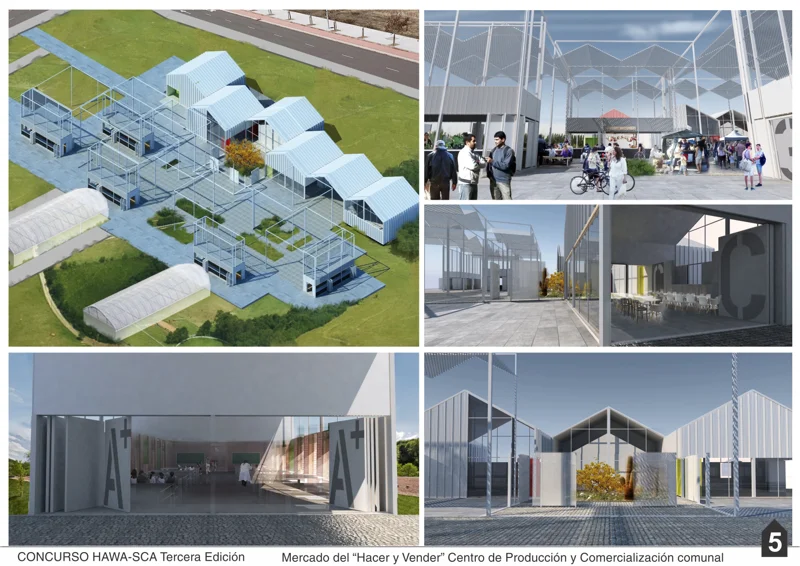 C
A+
A+
CONCURSO HAWA-SCA Tercera Edición
Mercado del “Hacer y Vender” Centro de Producción y Comercialización comunal
5